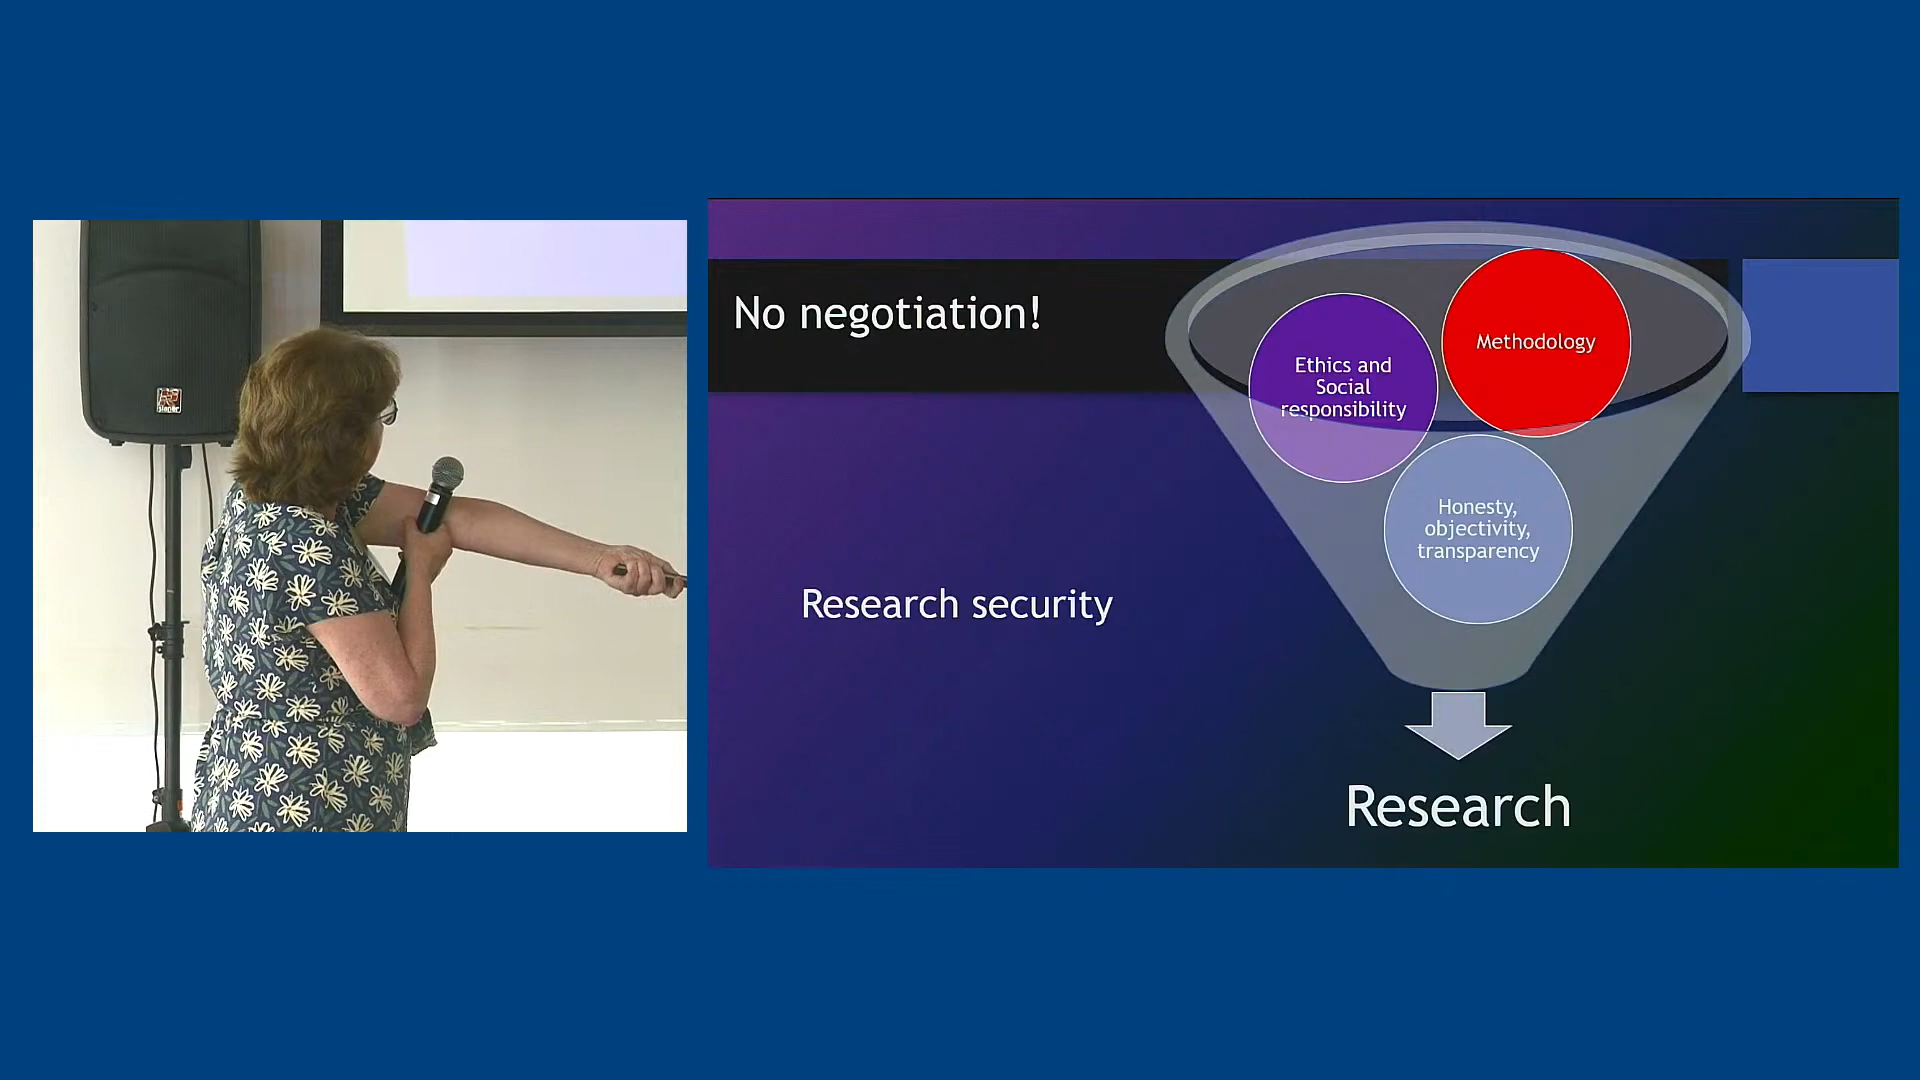 No negotiation!
Ethics and
Social
responsibility
Methodology
Honesty,
objectivity,
transparency
Research security
Research